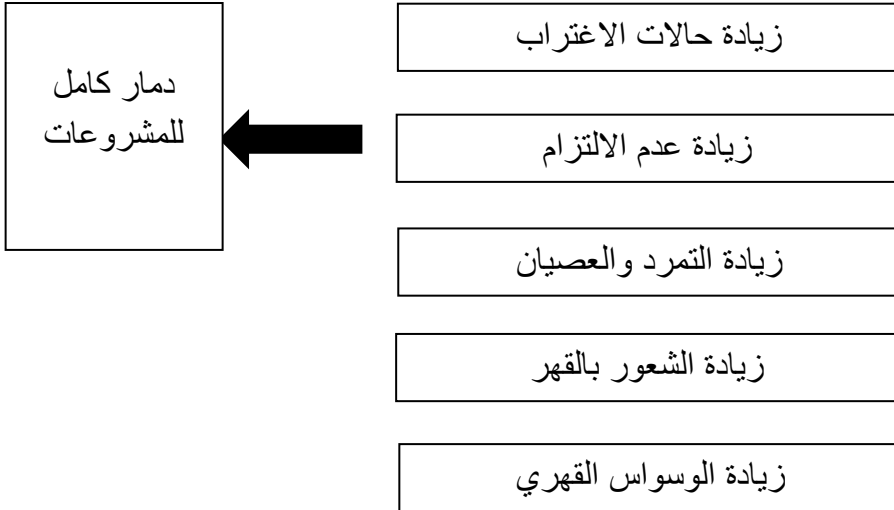 زيادة حالات الاغتراب
زيادة عدم الالتزام
زيادة التمرد والعصيان
زيادة الشعور بالقهر
زيادة الوسواس القهري
دمار كامل
للمشروعات